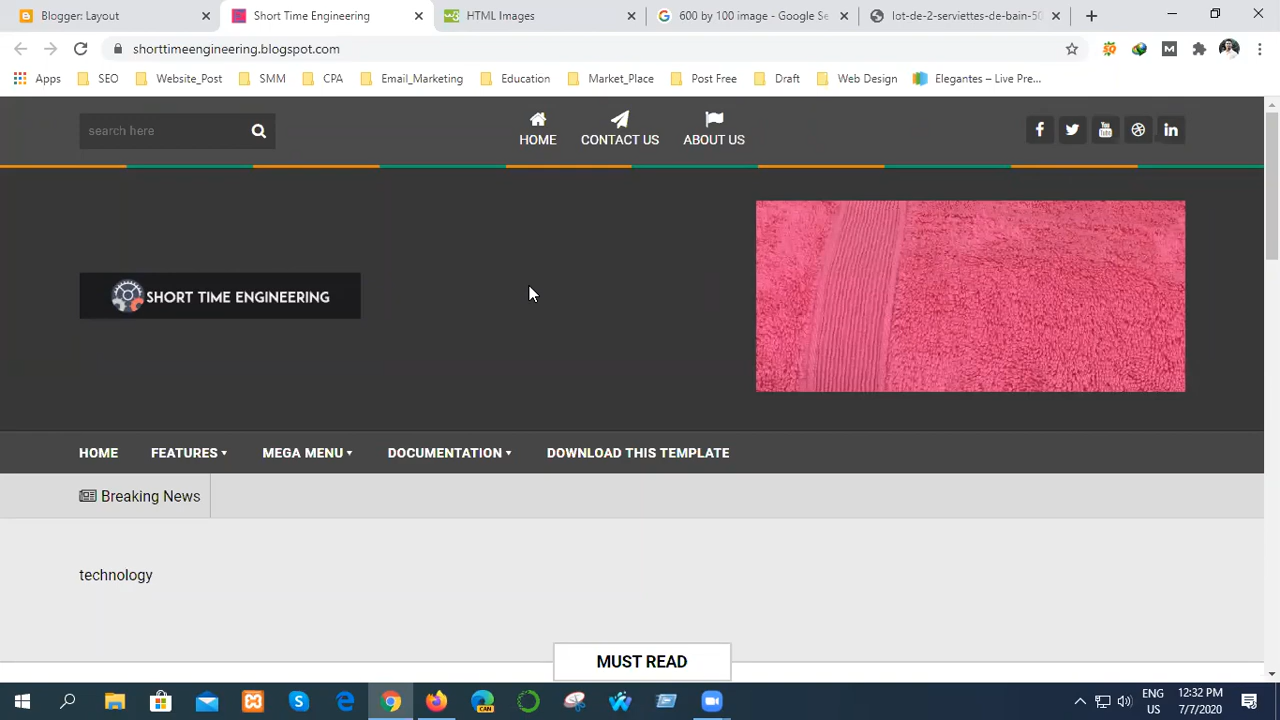 Blogger: Layout
Short Time Engineering
HTML Images
600 by 100 image - Google Se
lot-de-2-serviettes-de-bain-50
shorttimeengineering.blogspot.com
Apps
SEO
Website_Post
SMM
CPA
Email_Marketing
Education
Market_Place
Post Free
Draft
Web Design
Elegantes – Live Pre...
search here
HOME
CONTACT US
ABOUT US
SHORT TIME ENGINEERING
HOME
FEATURES
MEGA MENU
DOCUMENTATION
DOWNLOAD THIS TEMPLATE
Breaking News
technology
MUST READ
ENG
US
12:32 PM
7/7/2020